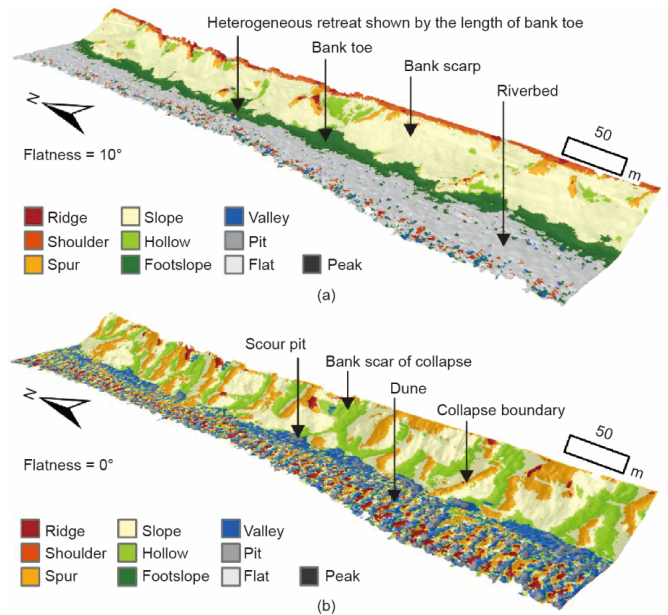 Heterogeneous retreat shown by the length of bank toe
Bank toe
Bank scarp
Riverbed
50
m
N
Flatness = 10°
Ridge Slope Valley
Shoulder Hollow Pit
Spur Footslope Flat Peak
(a)
Scour pit
Bank scar of collapse
Dune
Collapse boundary
50
m
N
Flatness = 0°
Ridge Slope Valley
Shoulder Hollow Pit
Spur Footslope Flat Peak
(b)